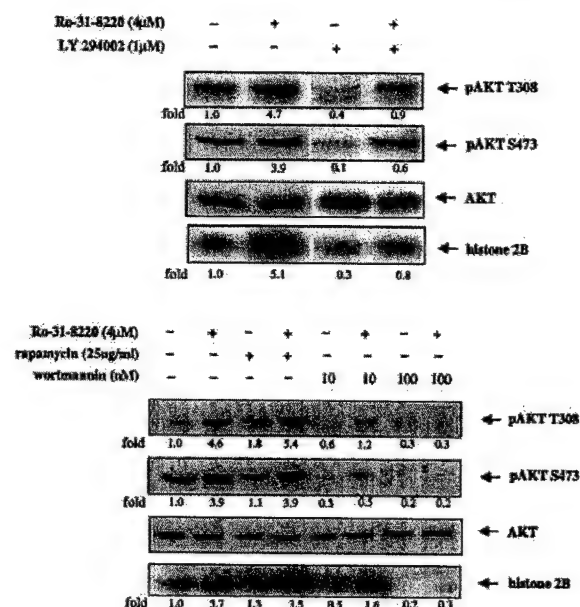 Ro-31-8220 (4μM) - + - +
LY 294002 (1μM) - - + +
pAKT T308
fold 1.0 4.7 0.4 0.9
pAKT S473
fold 1.0 3.9 0.1 0.6
AKT
histone 2B
fold 1.0 5.1 0.3 0.8
Ro-31-8220 (4μM) - + - + - + - +
rapamycin (25ng/ml) - - + + - - - -
wortmannin (nM) - - - - 10 10 100 100
pAKT T308
fold 1.0 4.6 1.8 5.4 0.6 1.2 0.3 0.3
pAKT S473
fold 1.0 3.9 1.1 3.9 0.3 0.5 0.2 0.2
AKT
histone 2B
fold 1.0 3.7 1.3 3.5 0.5 1.8 0.2 0.3